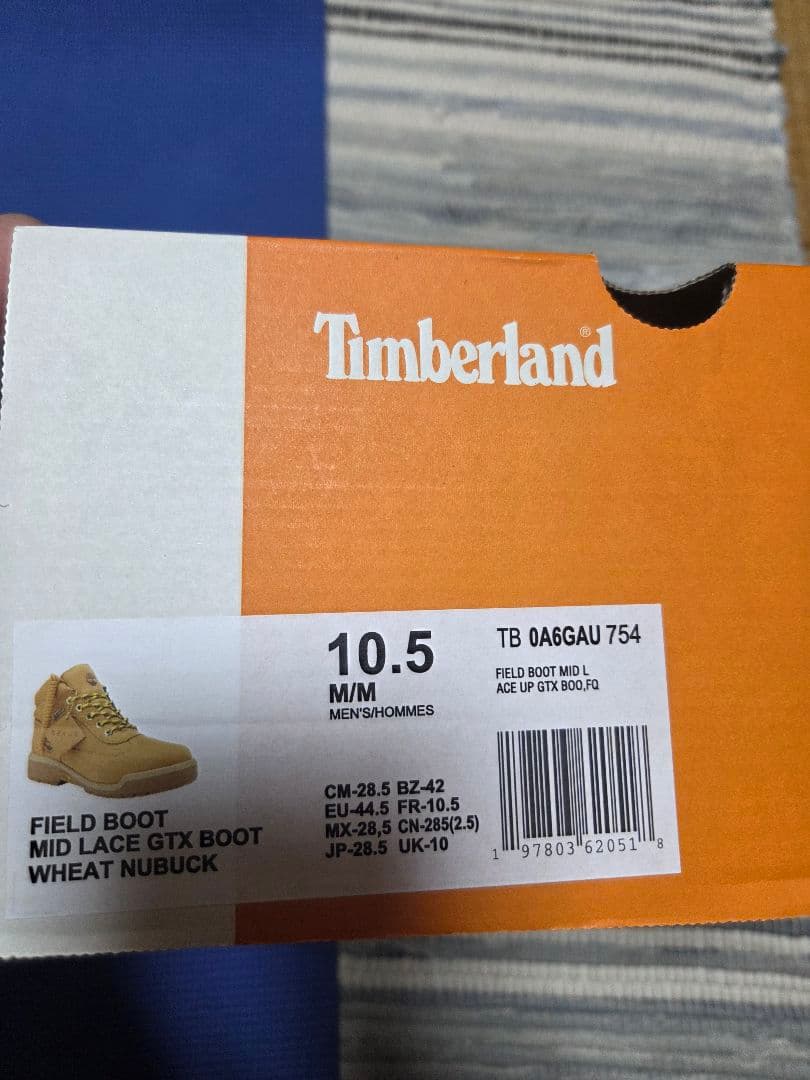 Timberland®
10.5
M/M
MEN'S/HOMMES
TB 0A6GAU 754
FIELD BOOT MID L
ACE UP GTX BOO,FQ
CM-28.5 BZ-42
EU-44.5 FR-10.5
MX-28,5 CN-285(2.5)
JP-28.5 UK-10
FIELD BOOT
MID LACE GTX BOOT
WHEAT NUBUCK
1 97803 62051 8